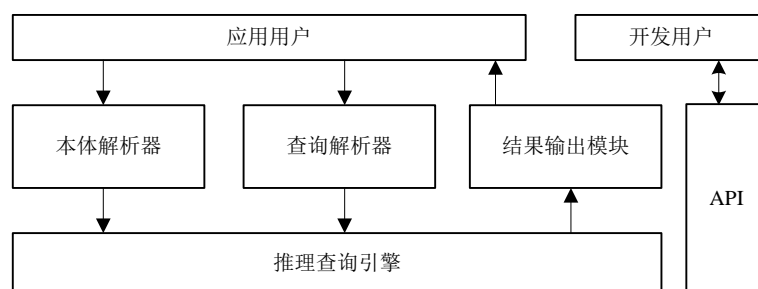 应用用户
开发用户
本体解析器
查询解析器
结果输出模块
API
推理查询引擎